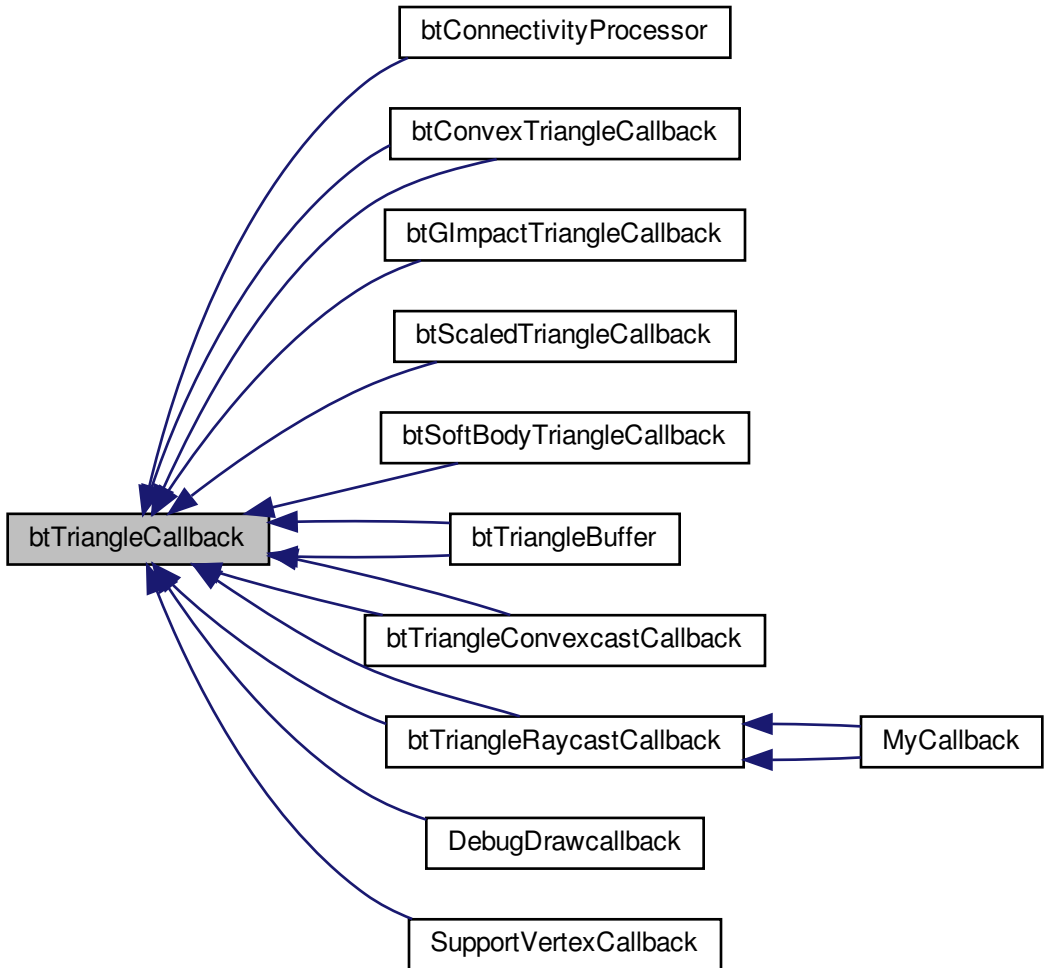 btConnectivityProcessor
btConvexTriangleCallback
btGImpactTriangleCallback
btScaledTriangleCallback
btSoftBodyTriangleCallback
btTriangleCallback
btTriangleBuffer
btTriangleConvexcastCallback
btTriangleRaycastCallback
MyCallback
DebugDrawcallback
SupportVertexCallback